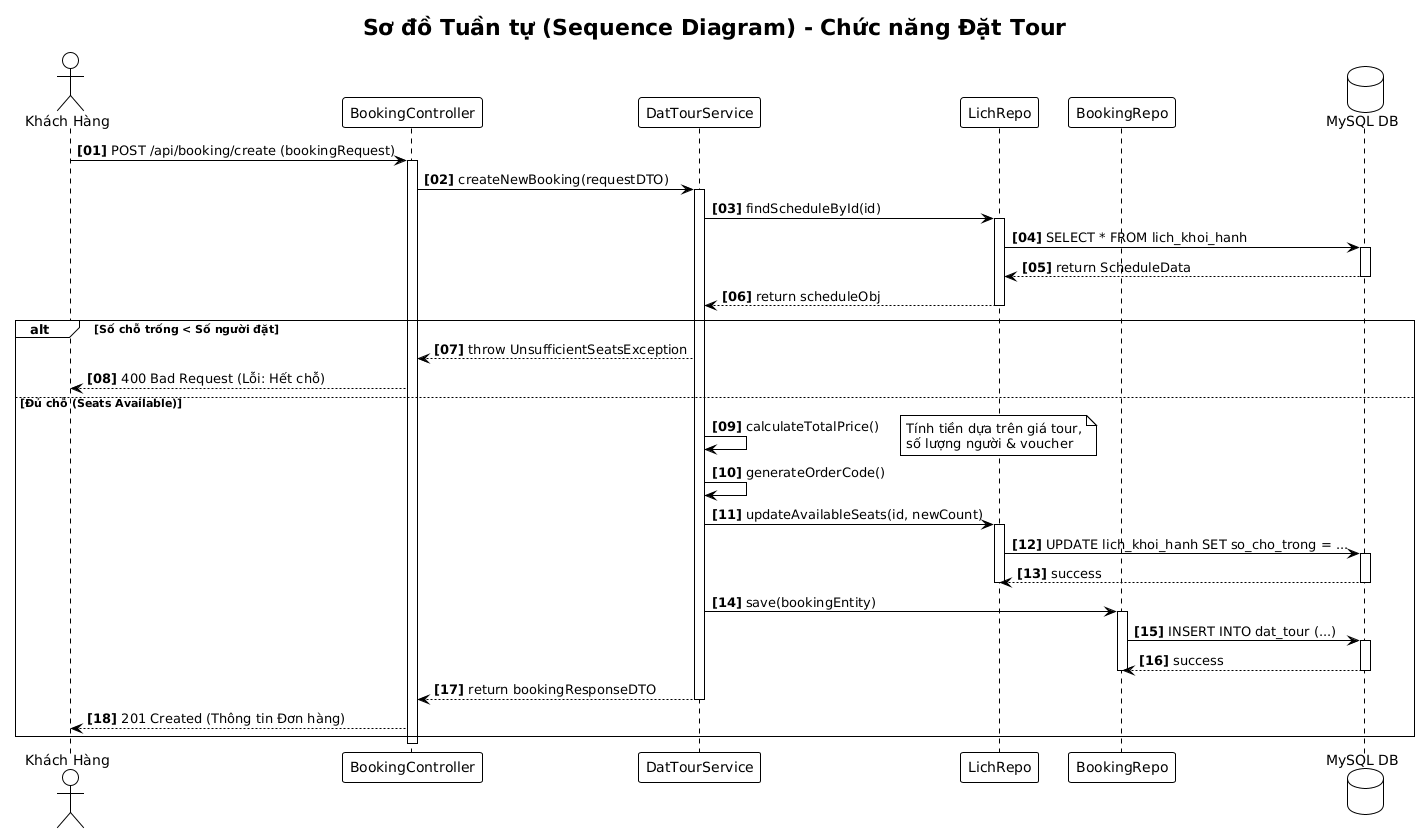 Sơ đồ Tuần tự (Sequence Diagram) - Chức năng Đặt Tour
Khách Hàng
BookingController
DatTourService
LichRepo
BookingRepo
MySQL DB
[01] POST /api/booking/create (bookingRequest)
[02] createNewBooking(requestDTO)
[03] findScheduleById(id)
[04] SELECT * FROM lich_khoi_hanh
[05] return ScheduleData
[06] return scheduleObj
alt [Số chỗ trống < Số người đặt]
[07] throw UnsufficientSeatsException
[08] 400 Bad Request (Lỗi: Hết chỗ)
[Đủ chỗ (Seats Available)]
[09] calculateTotalPrice()
Tính tiền dựa trên giá tour,
số lượng người & voucher
[10] generateOrderCode()
[11] updateAvailableSeats(id, newCount)
[12] UPDATE lich_khoi_hanh SET so_cho_trong = ...
[13] success
[14] save(bookingEntity)
[15] INSERT INTO dat_tour (...)
[16] success
[17] return bookingResponseDTO
[18] 201 Created (Thông tin Đơn hàng)
Khách Hàng
BookingController
DatTourService
LichRepo
BookingRepo
MySQL DB